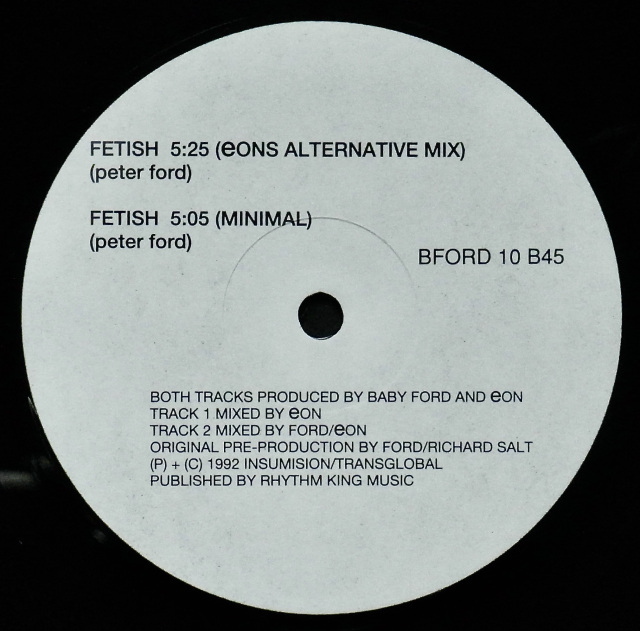 FETISH 5:25 (eONS ALTERNATIVE MIX)
(peter ford)
FETISH 5:05 (MINIMAL)
(peter ford)
BFORD 10 B45
BOTH TRACKS PRODUCED BY BABY FORD AND eON
TRACK 1 MIXED BY eON
TRACK 2 MIXED BY FORD/eON
ORIGINAL PRE-PRODUCTION BY FORD/RICHARD SALT
(P) + (C) 1992 INSUMISION/TRANSGLOBAL
PUBLISHED BY RHYTHM KING MUSIC